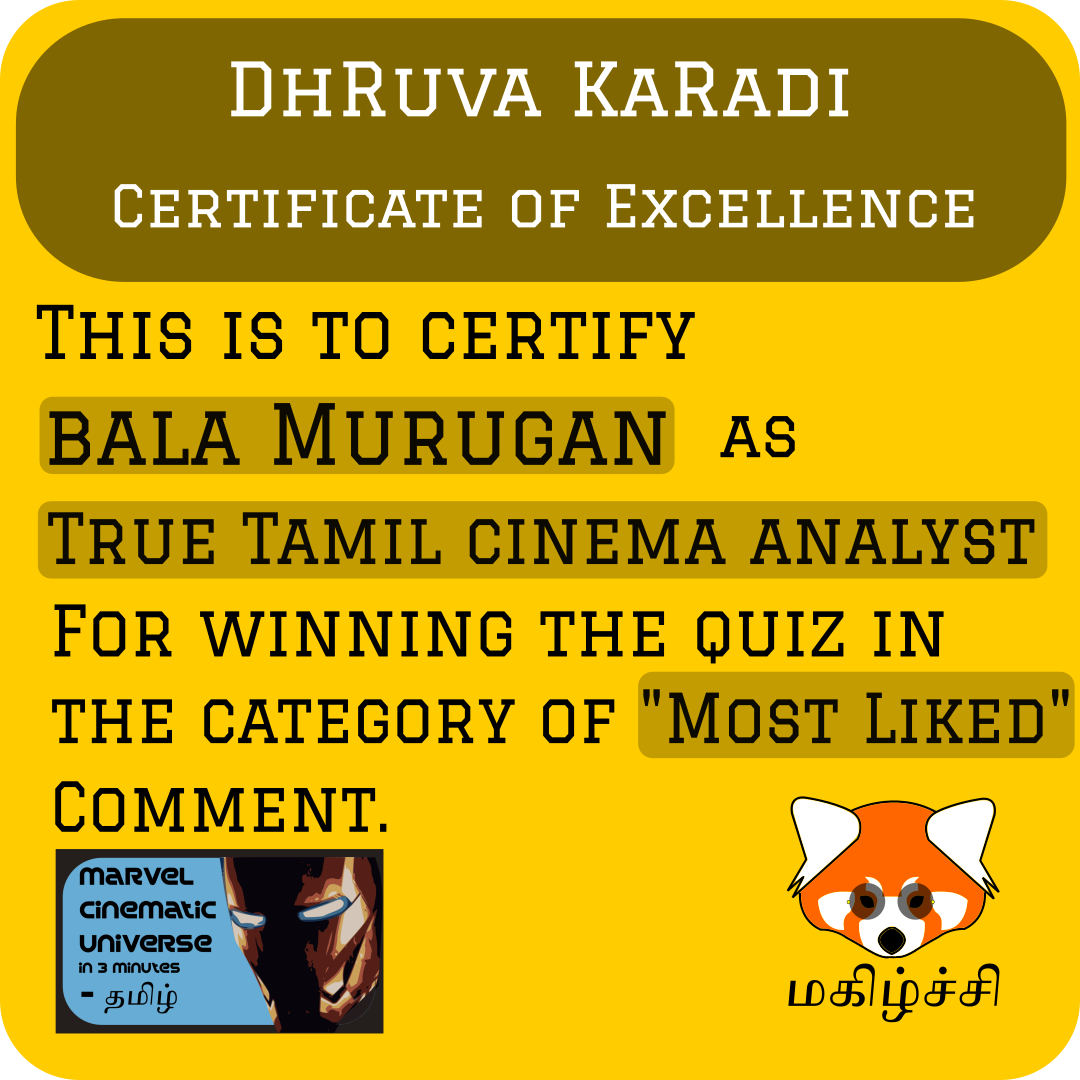 DhRuva KaRadi
Certificate of Excellence
This is to certify
bala Murugan as
True Tamil cinema analyst
For winning the quiz in
the category of "Most Liked"
Comment.
Marvel
Cinematic
Universe
in 3 minutes
- தமிழ்
மகிழ்ச்சி